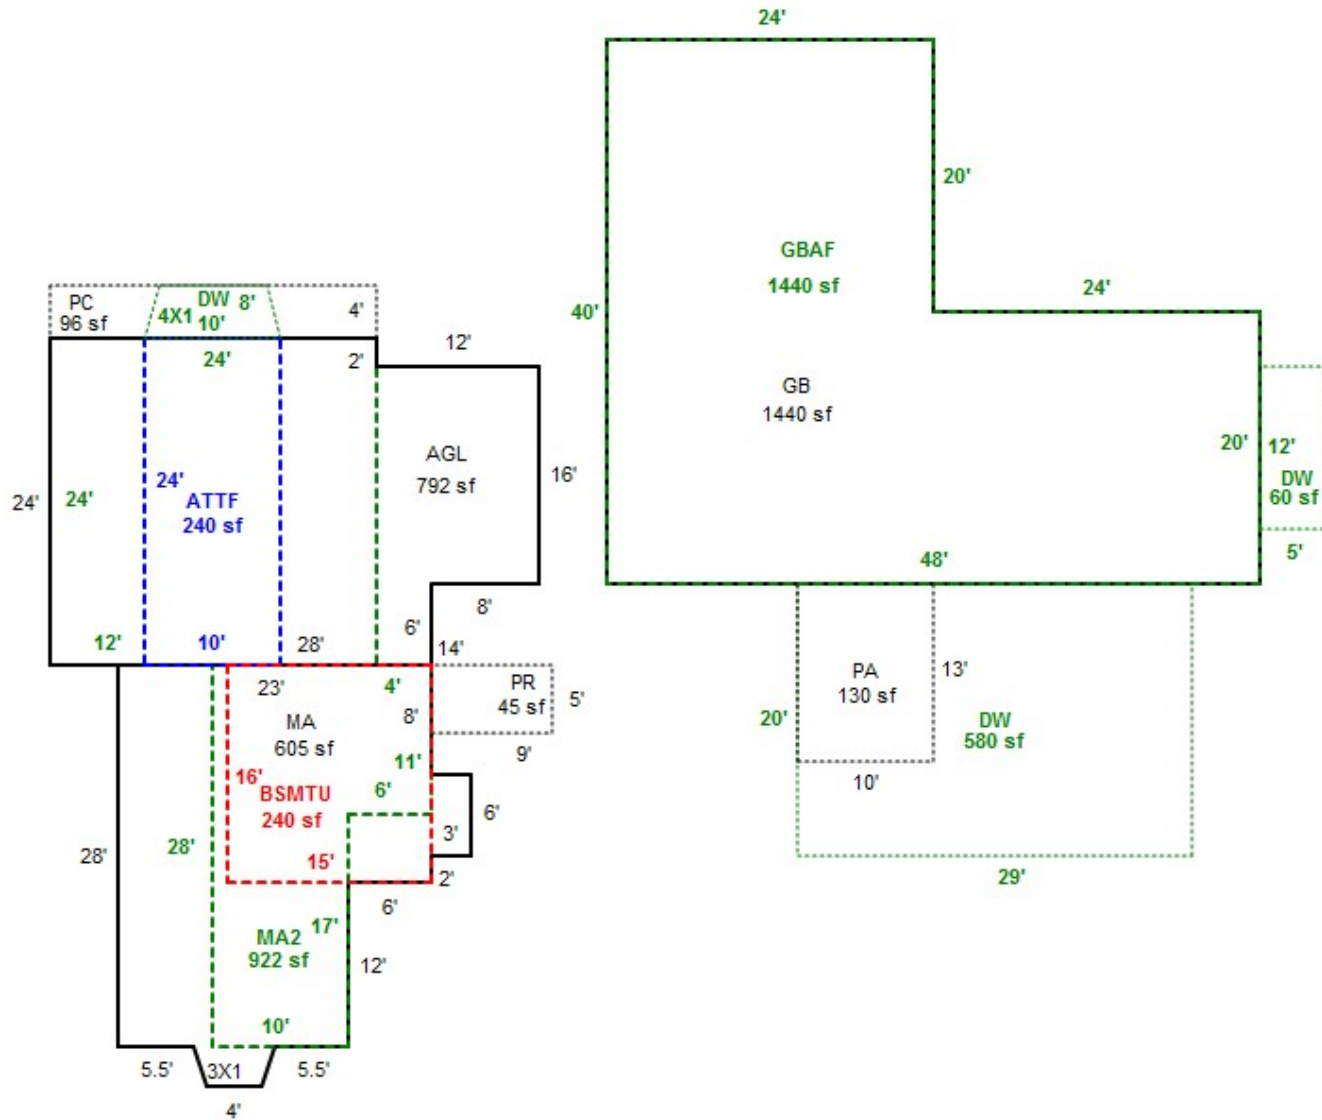 24'
20'
GBAF
1440 sf
40'
24'
GB
1440 sf
20'
12'
DW
60 sf
5'
48'
PC
96 sf
DW
8'
4X1
10'
4'
24'
2'
12'
AGL
792 sf
16'
24'
24'
24'
ATTF
240 sf
12'
10'
28'
6'
8'
14'
23'
4'
PR
45 sf
5'
9'
MA
605 sf
8'
11'
16'
BSMTU
240 sf
6'
3'
6'
28'
28'
15'
2'
6'
17'
MA2
922 sf
12'
10'
5.5'
3X1
5.5'
4'
PA
130 sf
13'
20'
10'
DW
580 sf
29'